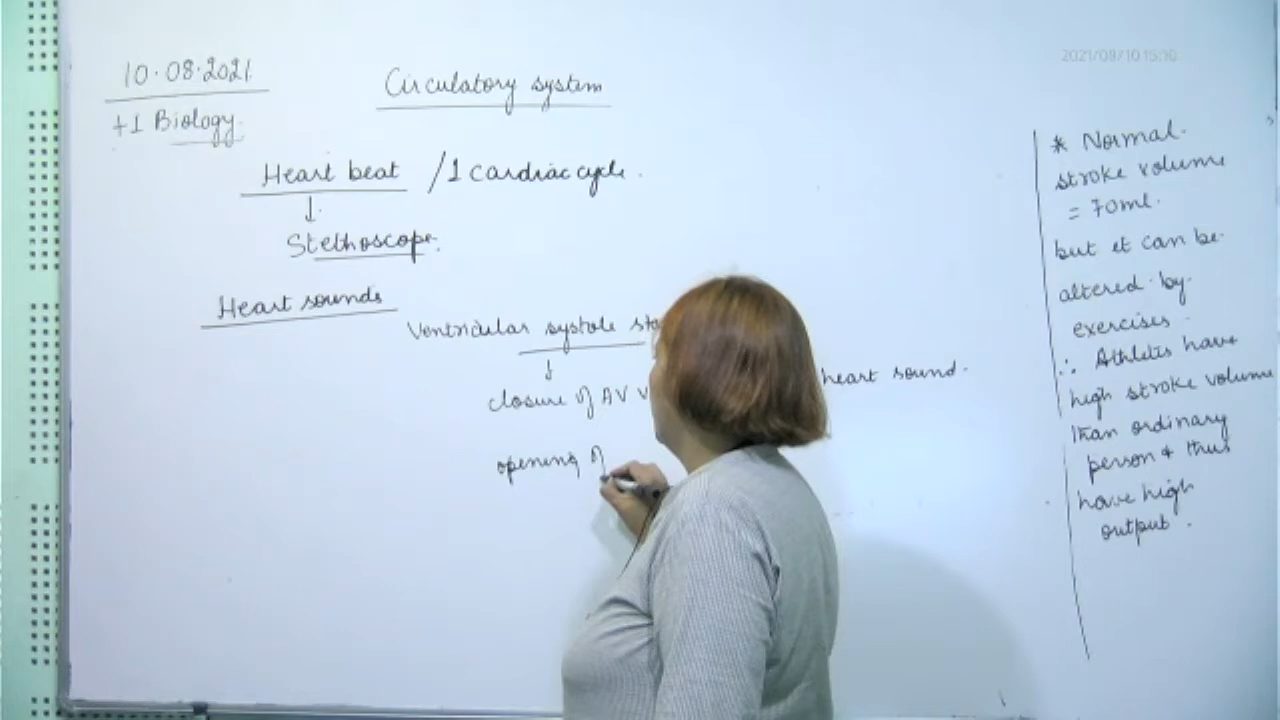 2021/08/10 15:10
10.08.2021
Circulatory system
+1 Biology.
Heart beat /1 cardiac cycle.
↓
Stethoscope.
Heart sounds
Ventricular systole
↓
closure of AV heart sound.
opening of
* Normal.
stroke volume
= 70ml.
but it can be
altered by
exercises.
∴ Athletes have
high stroke volume
than ordinary
person & thus
have high
output.